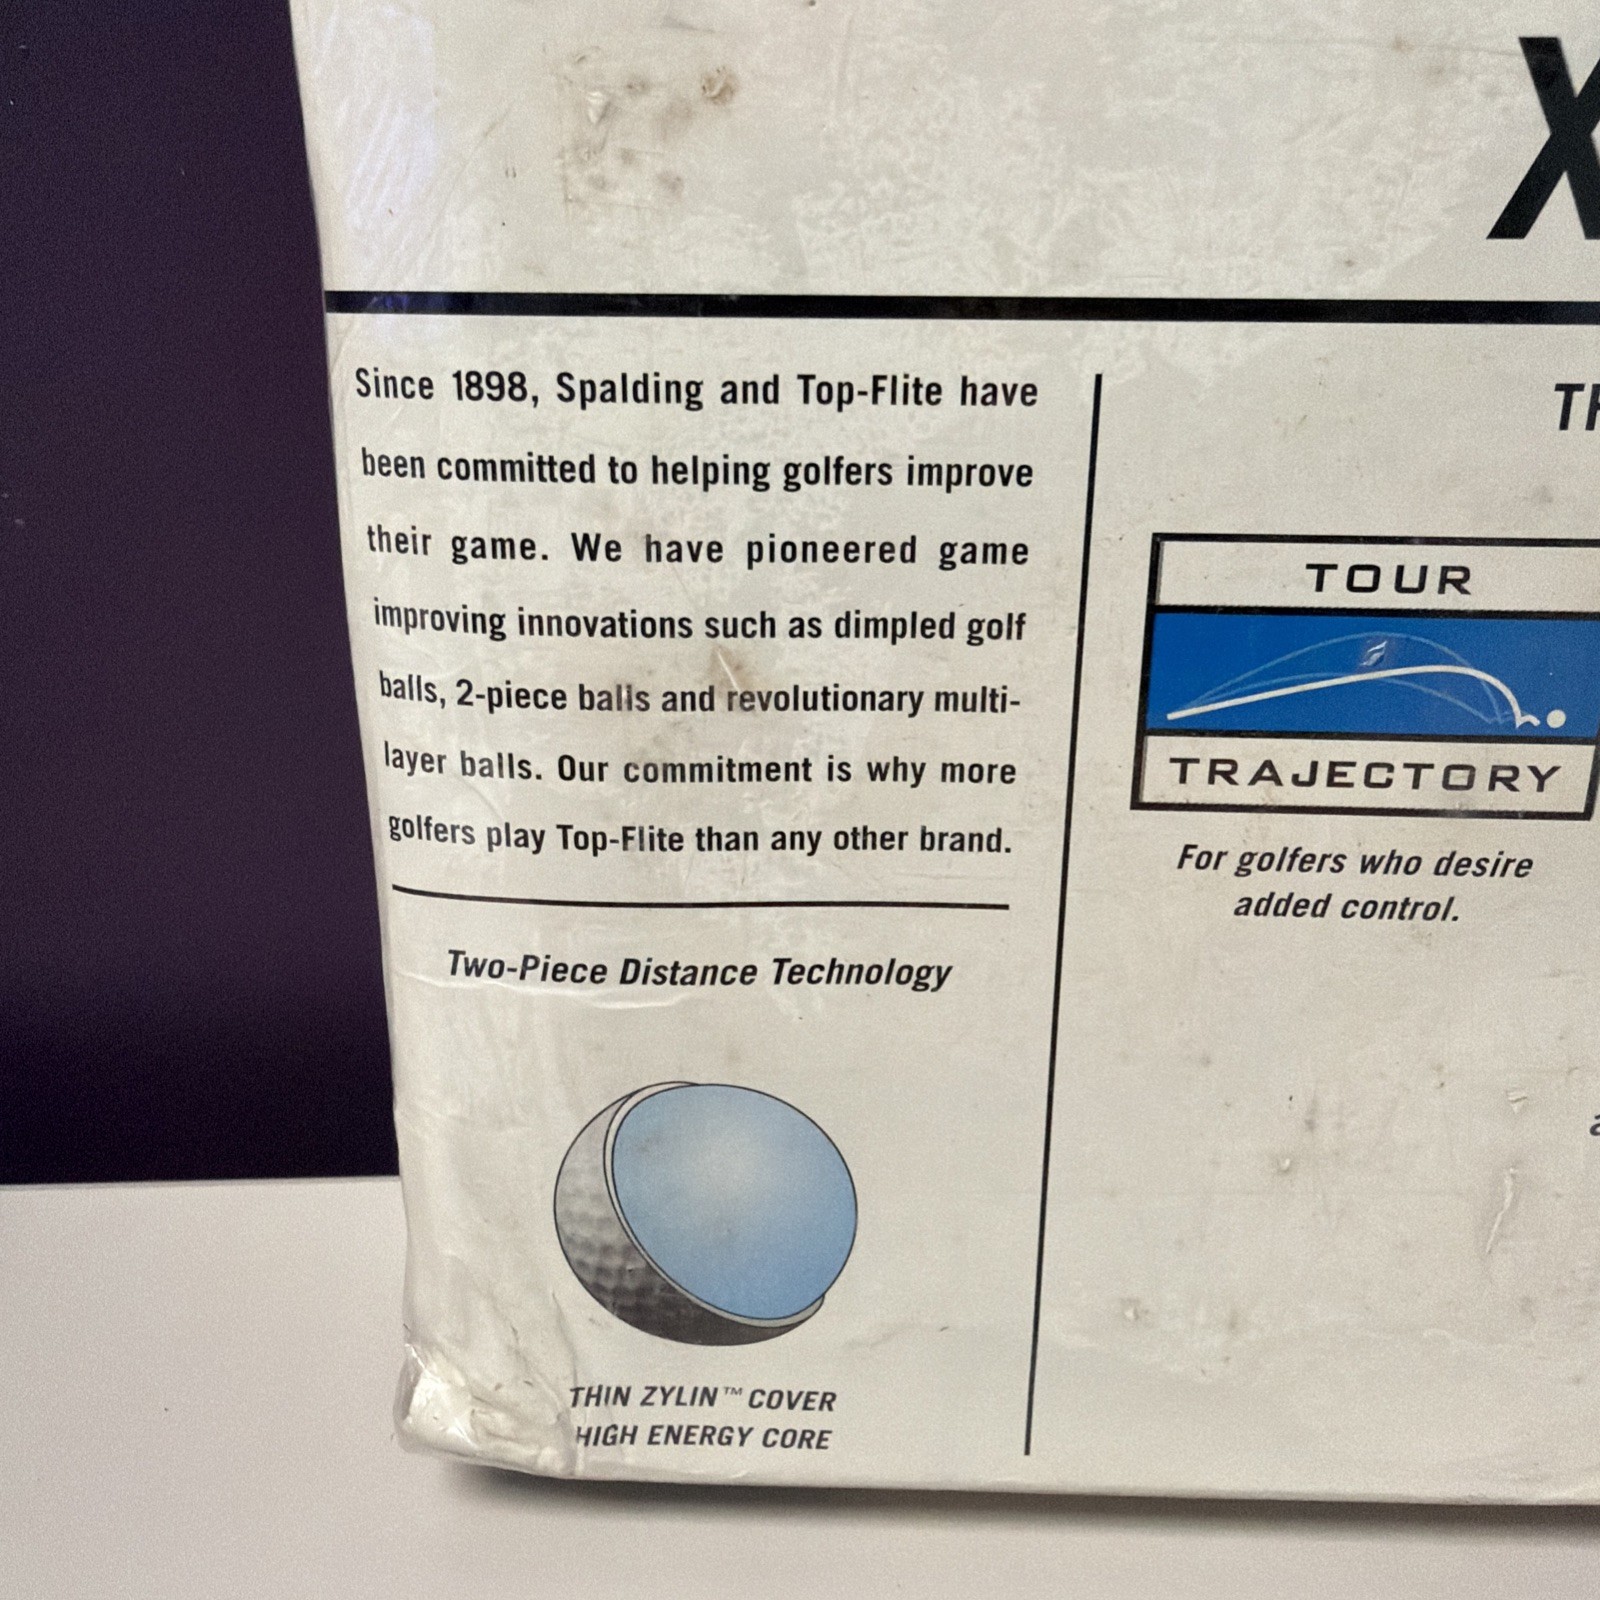 X
Since 1898, Spalding and Top-Flite have
been committed to helping golfers improve
their game. We have pioneered game
improving innovations such as dimpled golf
balls, 2-piece balls and revolutionary multi-
layer balls. Our commitment is why more
golfers play Top-Flite than any other brand.
Two-Piece Distance Technology
THIN ZYLIN™ COVER
HIGH ENERGY CORE
TOUR
TRAJECTORY
For golfers who desire
added control.